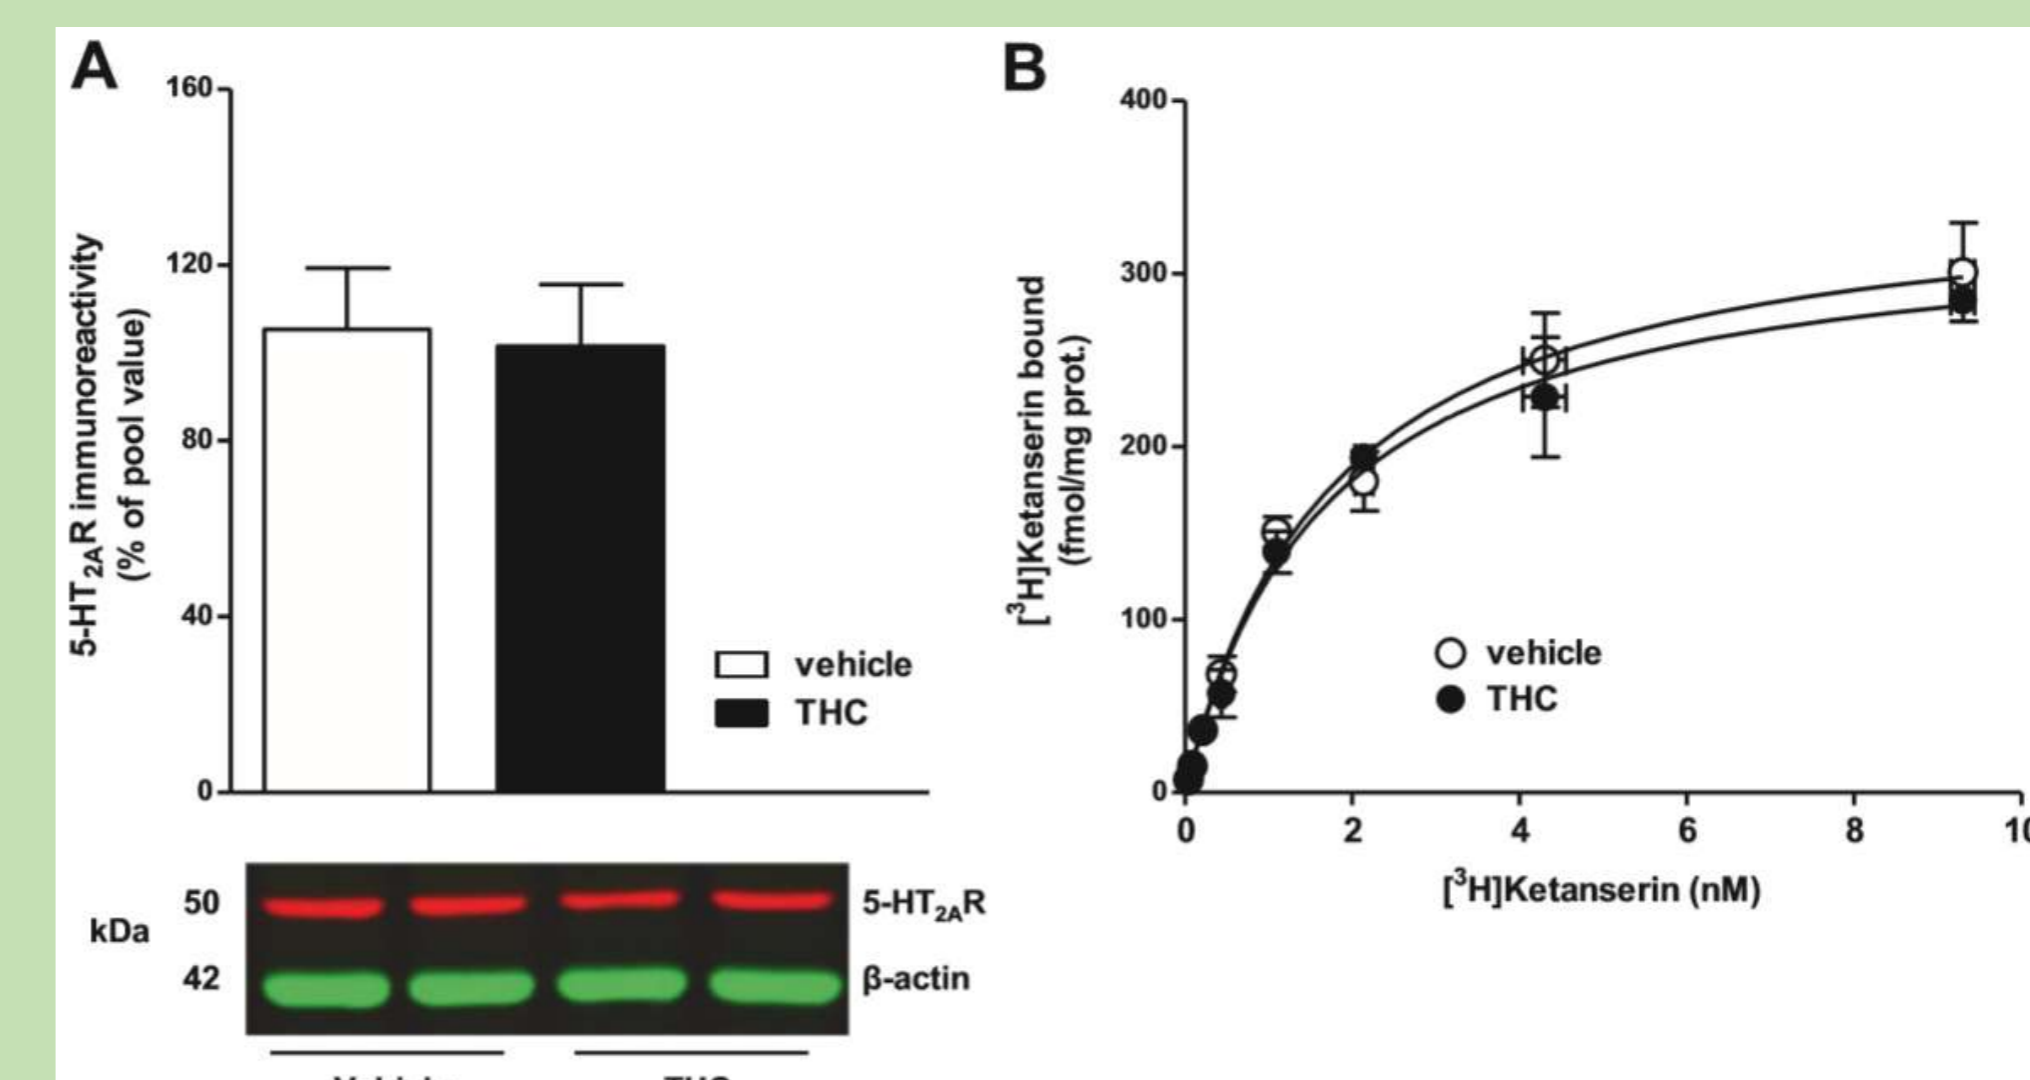 A
160
120
80
40
0
5-HT2AR immunoreactivity
(% of pool value)
vehicle
THC
50
kDa
42
5-HT2AR
β-actin
B
400
300
200
100
0
[3H]Ketanserin bound
(fmol/mg prot.)
vehicle
THC
0 2 4 6 8 10
[3H]Ketanserin (nM)